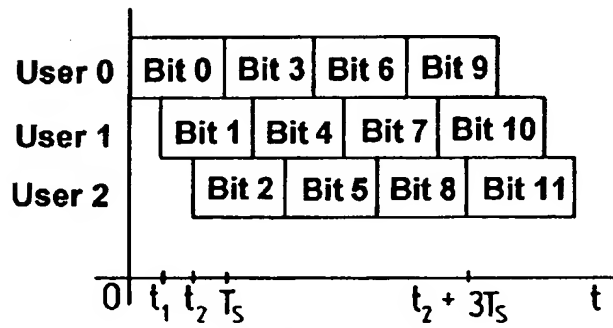 User 0 Bit 0 Bit 3 Bit 6 Bit 9
User 1 Bit 1 Bit 4 Bit 7 Bit 10
User 2 Bit 2 Bit 5 Bit 8 Bit 11
0 t₁ t₂ Tₛ t₂ + 3Tₛ t